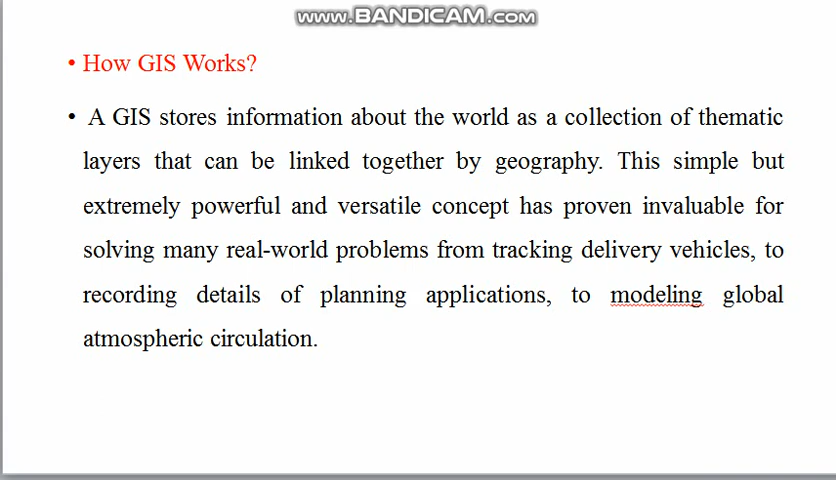 www.BANDICAM.com
• How GIS Works?
• A GIS stores information about the world as a collection of thematic
layers that can be linked together by geography. This simple but
extremely powerful and versatile concept has proven invaluable for
solving many real-world problems from tracking delivery vehicles, to
recording details of planning applications, to modeling global
atmospheric circulation.